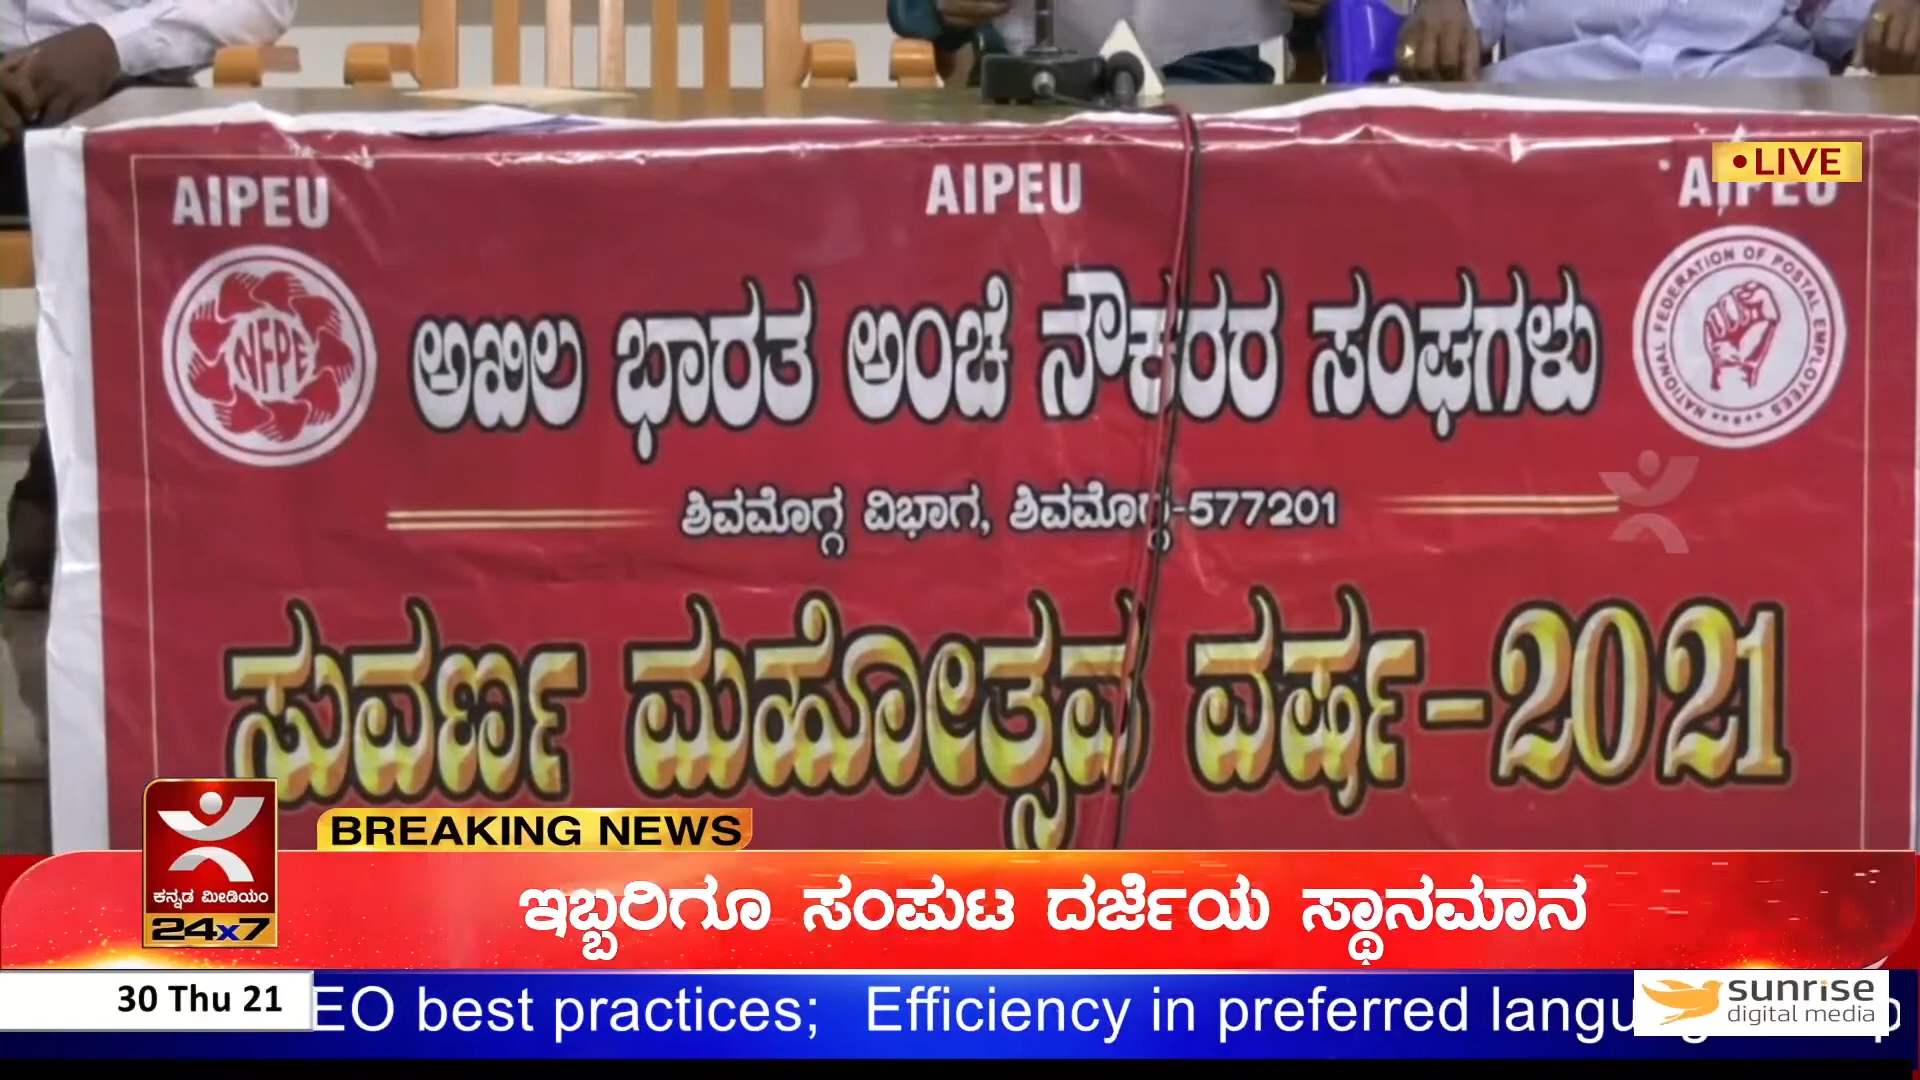 AIPEU
AIPEU
AIPEU
• LIVE
NFPE
NATIONAL FEDERATION OF POSTAL EMPLOYEES
ಅಖಿಲ ಭಾರತ ಅಂಚೆ ನೌಕರರ ಸಂಘಗಳು
ಶಿವಮೊಗ್ಗ ವಿಭಾಗ, ಶಿವಮೊಗ್ಗ-577201
ಸುವರ್ಣ ಮಹೋತ್ಸವ ವರ್ಷ-2021
BREAKING NEWS
ಕನ್ನಡ ಮೀಡಿಯಂ
24x7
ಇಬ್ಬರಿಗೂ ಸಂಪುಟ ದರ್ಜೆಯ ಸ್ಥಾನಮಾನ
30 Thu 21
EO best practices; Efficiency in preferred langu
sunrise
digital media